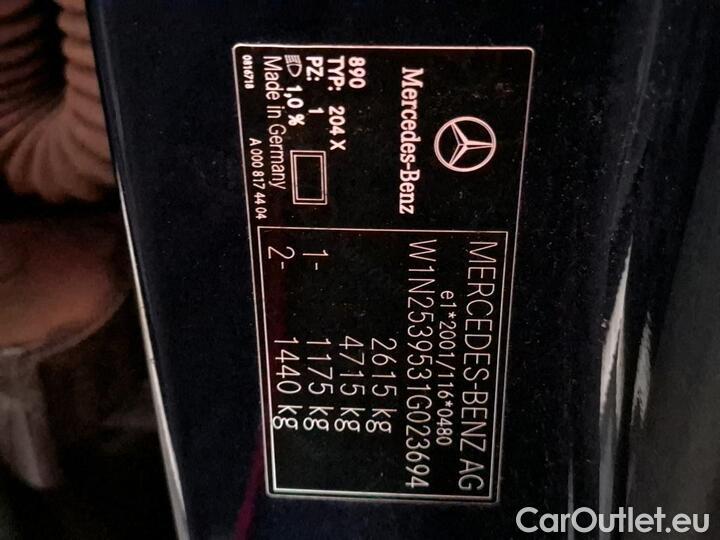 MERCEDES-BENZ AG
e1*2001/116*0480
W1N2539531G023694
2615 kg
4715 kg
1- 1175 kg
2- 1440 kg
Mercedes-Benz
890
TYP: 204 X
PZ: 1
1,0 %
Made in Germany
0816718
A 000 817 44 04
CarOutlet.eu